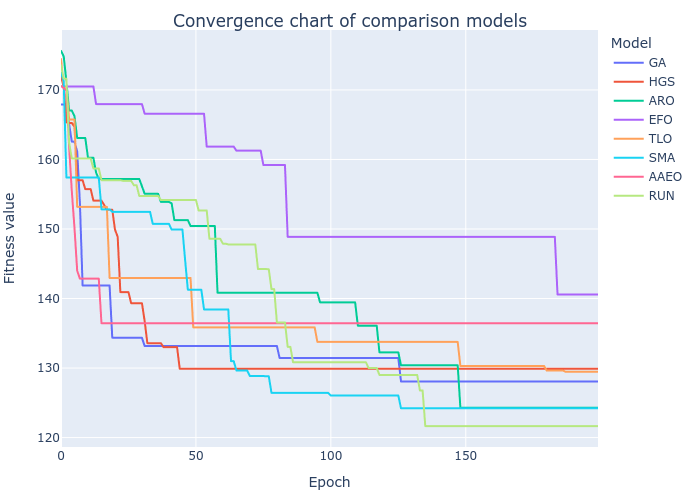 Convergence chart of comparison models
Fitness value
170
160
150
140
130
120
0
50
100
150
Epoch
Model
GA
HGS
ARO
EFO
TLO
SMA
AAEO
RUN